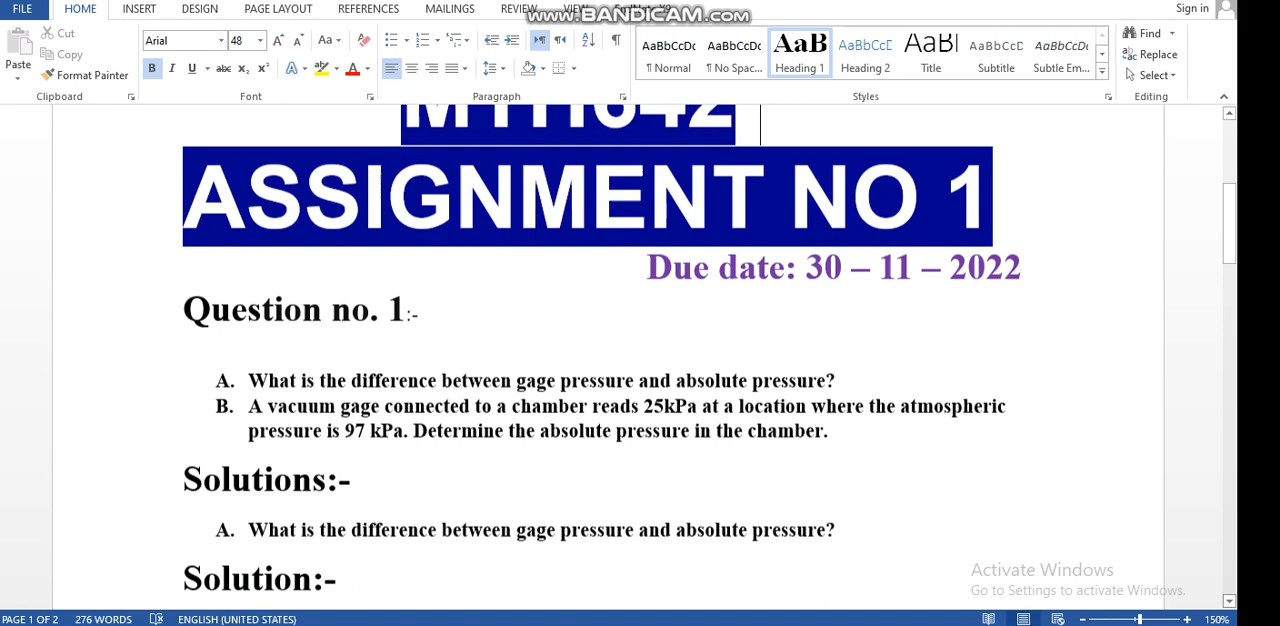 FILE HOME INSERT DESIGN PAGE LAYOUT REFERENCES MAILINGS REVIEW Sign in
www.BANDICAM.com
Paste Cut Copy Format Painter
Arial 48 Aa
B I U abc X₂ X² A A
AaBbCcDc AaBbCcDc AaB AaBbCcC AaBl AaBbCcD AaBbCcDc
¶ Normal ¶ No Spac... Heading 1 Heading 2 Title Subtitle Subtle Em...
Find
Replace
Select
Clipboard Font Paragraph Styles Editing
MTH642
ASSIGNMENT NO 1
Due date: 30 – 11 – 2022
Question no. 1:-
A. What is the difference between gage pressure and absolute pressure?
B. A vacuum gage connected to a chamber reads 25kPa at a location where the atmospheric
pressure is 97 kPa. Determine the absolute pressure in the chamber.
Solutions:-
A. What is the difference between gage pressure and absolute pressure?
Solution:-
Activate Windows
Go to Settings to activate Windows.
PAGE 1 OF 2 276 WORDS ENGLISH (UNITED STATES) 150%